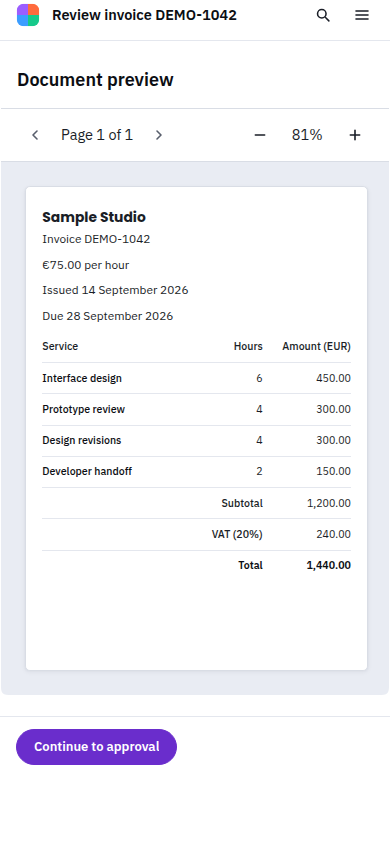 Review invoice DEMO-1042
Document preview
Page 1 of 1
81%
Sample Studio
Invoice DEMO-1042
€75.00 per hour
Issued 14 September 2026
Due 28 September 2026
Service Hours Amount (EUR)
Interface design 6 450.00
Prototype review 4 300.00
Design revisions 4 300.00
Developer handoff 2 150.00
Subtotal 1,200.00
VAT (20%) 240.00
Total 1,440.00
Continue to approval